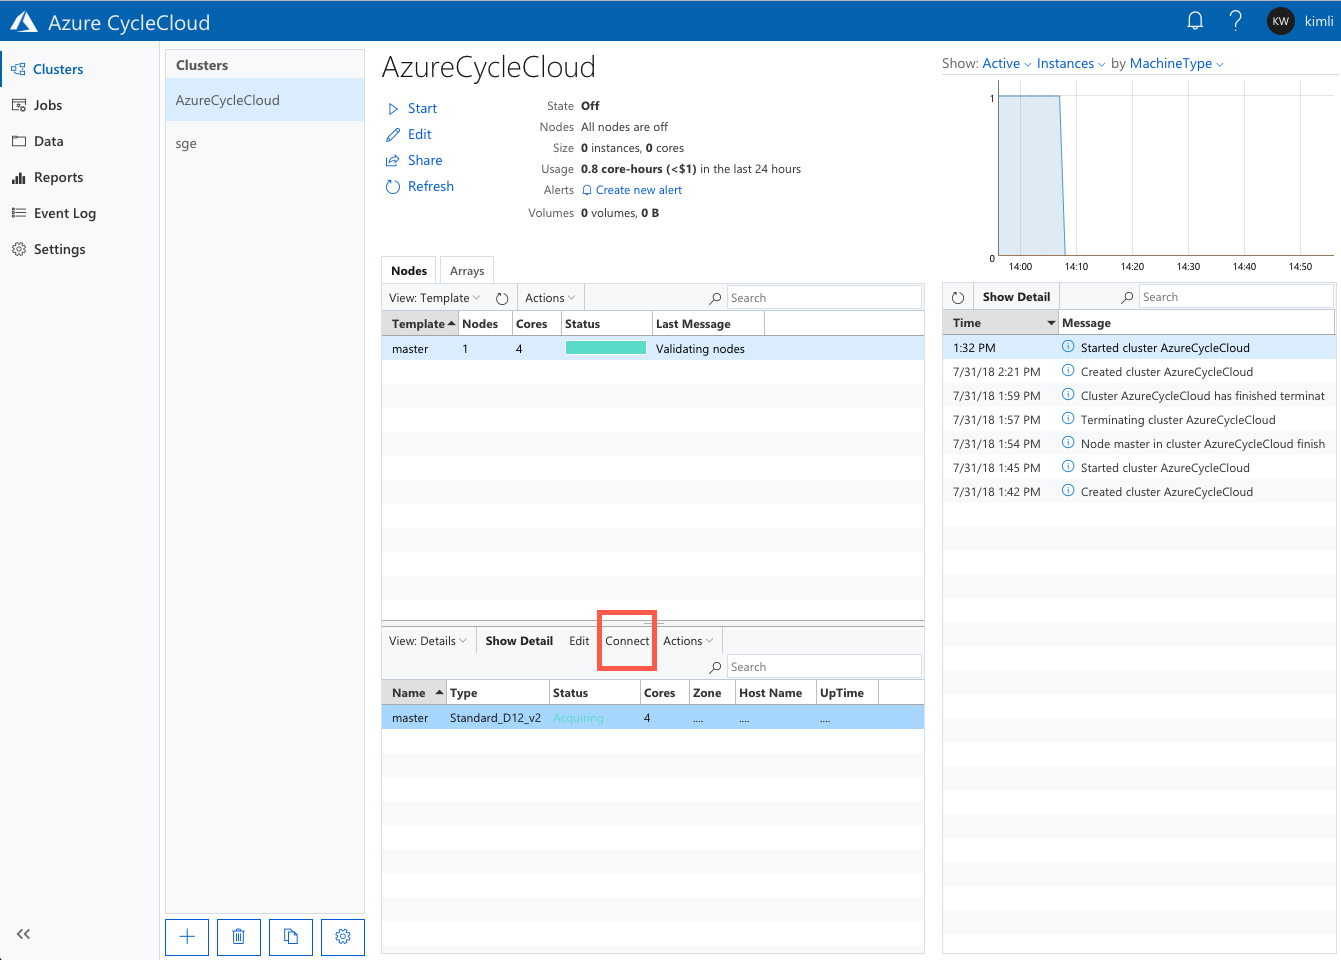 Azure CycleCloud
KW kimli
Clusters
Jobs
Data
Reports
Event Log
Settings
Clusters
AzureCycleCloud
sge
AzureCycleCloud
Start
Edit
Share
Refresh
State Off
Nodes All nodes are off
Size 0 instances, 0 cores
Usage 0.8 core-hours (<$1) in the last 24 hours
Alerts Create new alert
Volumes 0 volumes, 0 B
Show: Active Instances by MachineType
1
0
14:00 14:10 14:20 14:30 14:40 14:50
Nodes Arrays
View: Template Actions Search
Template Nodes Cores Status Last Message
master 1 4 Validating nodes
View: Details Show Detail Edit Connect Actions
Search
Name Type Status Cores Zone Host Name UpTime
master Standard_D12_v2 Acquiring 4 .... .... ....
Show Detail Search
Time Message
1:32 PM Started cluster AzureCycleCloud
7/31/18 2:21 PM Created cluster AzureCycleCloud
7/31/18 1:59 PM Cluster AzureCycleCloud has finished terminat
7/31/18 1:57 PM Terminating cluster AzureCycleCloud
7/31/18 1:54 PM Node master in cluster AzureCycleCloud finish
7/31/18 1:45 PM Started cluster AzureCycleCloud
7/31/18 1:42 PM Created cluster AzureCycleCloud